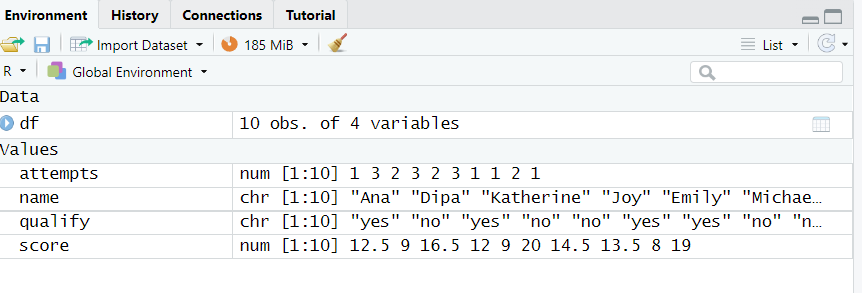 Environment History Connections Tutorial
Import Dataset 185 MiB List
R Global Environment
Data
df 10 obs. of 4 variables
Values
attempts num [1:10] 1 3 2 3 2 3 1 1 2 1
name chr [1:10] "Ana" "Dipa" "Katherine" "Joy" "Emily" "Michae…
qualify chr [1:10] "yes" "no" "yes" "no" "no" "yes" "yes" "no" "n…
score num [1:10] 12.5 9 16.5 12 9 20 14.5 13.5 8 19